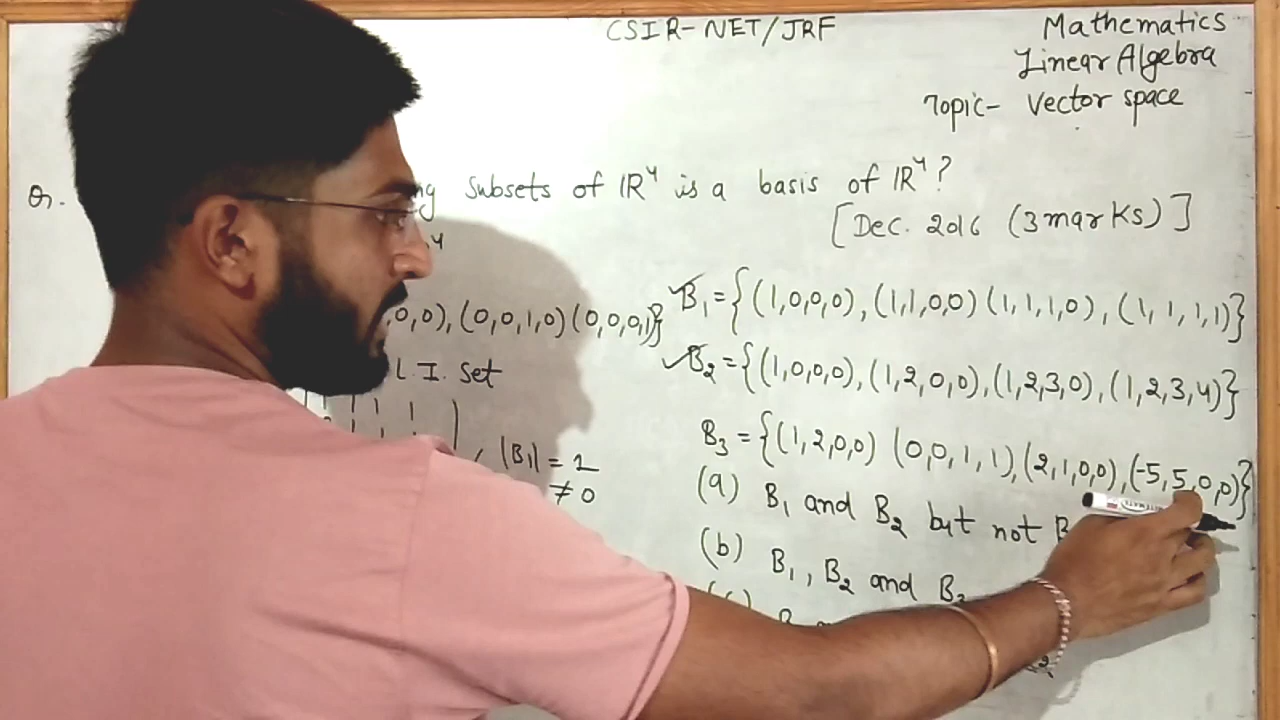 CSIR-NET/JRF
Mathematics
Linear Algebra
Topic- Vector space
Q. subsets of IR⁴ is a basis of IR⁴?
[Dec. 2016 (3 marks)]
B₁ = {(1,0,0,0), (1,1,0,0) (1,1,1,0), (1,1,1,1)}
0,0), (0,0,1,0) (0,0,0,1)}
B₂ = {(1,0,0,0), (1,2,0,0), (1,2,3,0), (1,2,3,4)}
L.I. set
B₃ = {(1,2,0,0) (0,0,1,1), (2,1,0,0), (-5,5,0,0)}
|B₁| = 1
≠ 0
(a) B₁ and B₂ but not
(b) B₁, B₂ and B₃